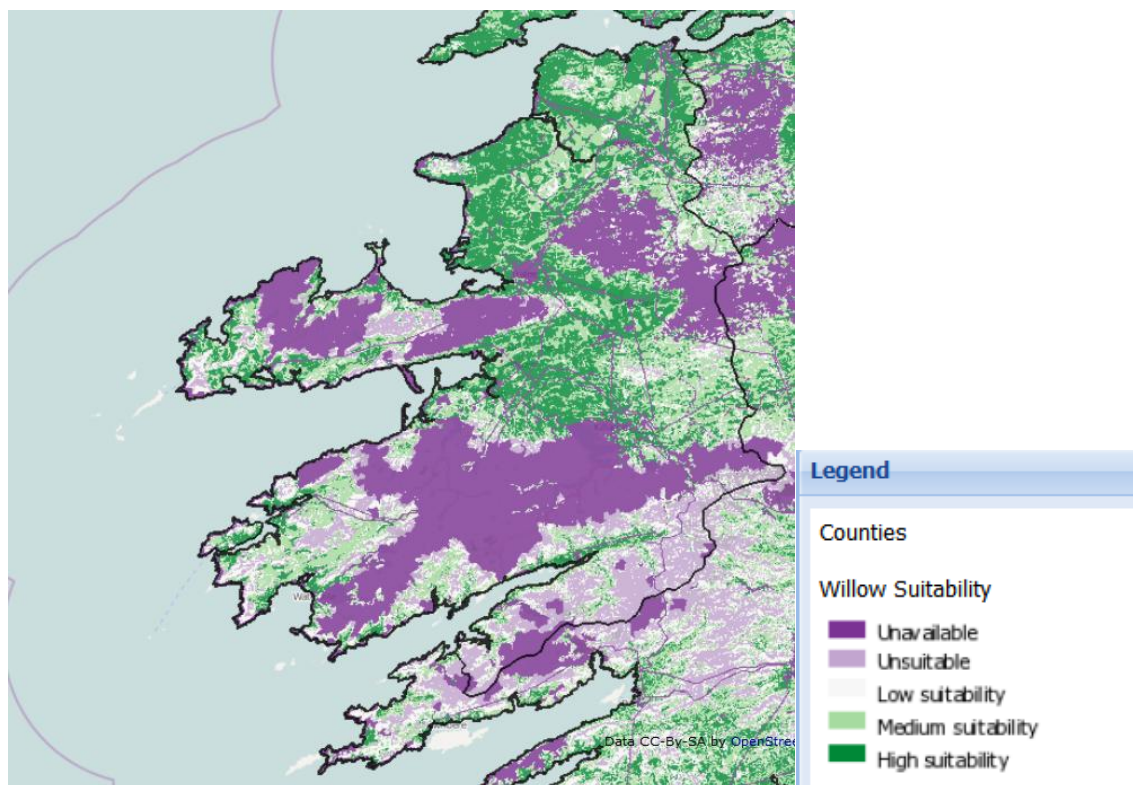 Data CC-By-SA by OpenStree
Legend
Counties
Willow Suitability
Unavailable
Unsuitable
Low suitability
Medium suitability
High suitability